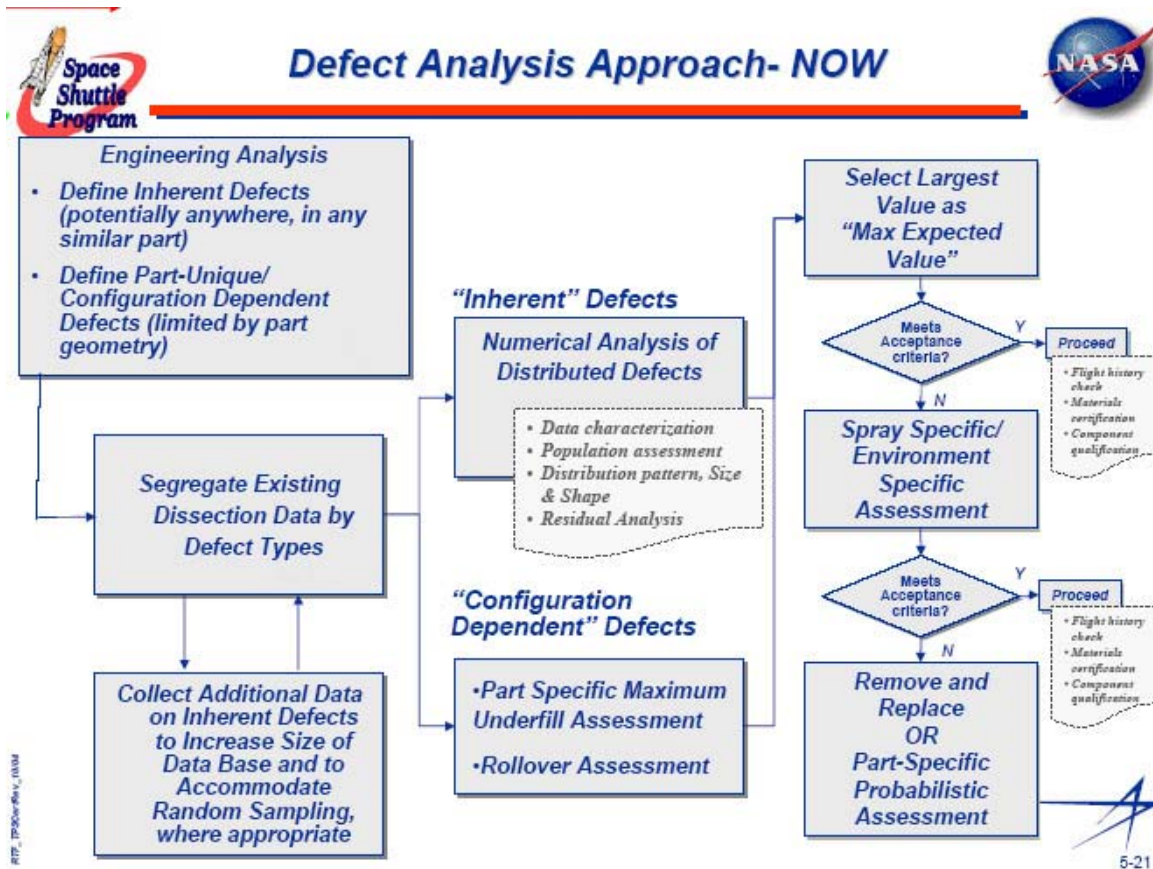 Space
Shuttle
Program
Defect Analysis Approach- NOW
NASA
Engineering Analysis
• Define Inherent Defects
(potentially anywhere, in any
similar part)
• Define Part-Unique/
Configuration Dependent
Defects (limited by part
geometry)
Segregate Existing
Dissection Data by
Defect Types
Collect Additional Data
on Inherent Defects
to Increase Size of
Data Base and to
Accommodate
Random Sampling,
where appropriate
“Inherent” Defects
Numerical Analysis of
Distributed Defects
• Data characterization
• Population assessment
• Distribution pattern, Size
& Shape
• Residual Analysis
“Configuration
Dependent” Defects
•Part Specific Maximum
Underfill Assessment
•Rollover Assessment
Select Largest
Value as
“Max Expected
Value”
Meets
Acceptance
criteria?
Y
Proceed
• Flight history
check
• Materials
certification
• Component
qualification
N
Spray Specific/
Environment
Specific
Assessment
Meets
Acceptance
criteria?
Y
Proceed
• Flight history
check
• Materials
certification
• Component
qualification
N
Remove and
Replace
OR
Part-Specific
Probabilistic
Assessment
5-21